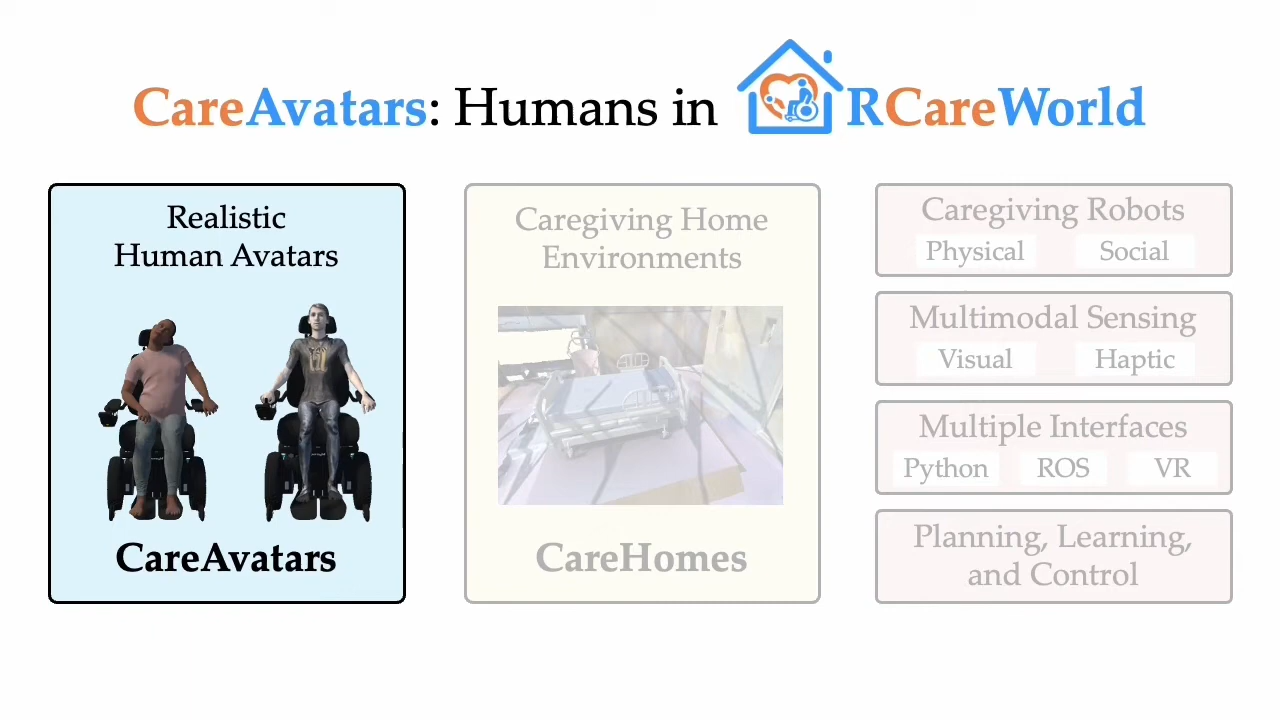 CareAvatars: Humans in RCareWorld
Realistic
Human Avatars
CareAvatars
Caregiving Home
Environments
CareHomes
Caregiving Robots
Physical Social
Multimodal Sensing
Visual Haptic
Multiple Interfaces
Python ROS VR
Planning, Learning,
and Control